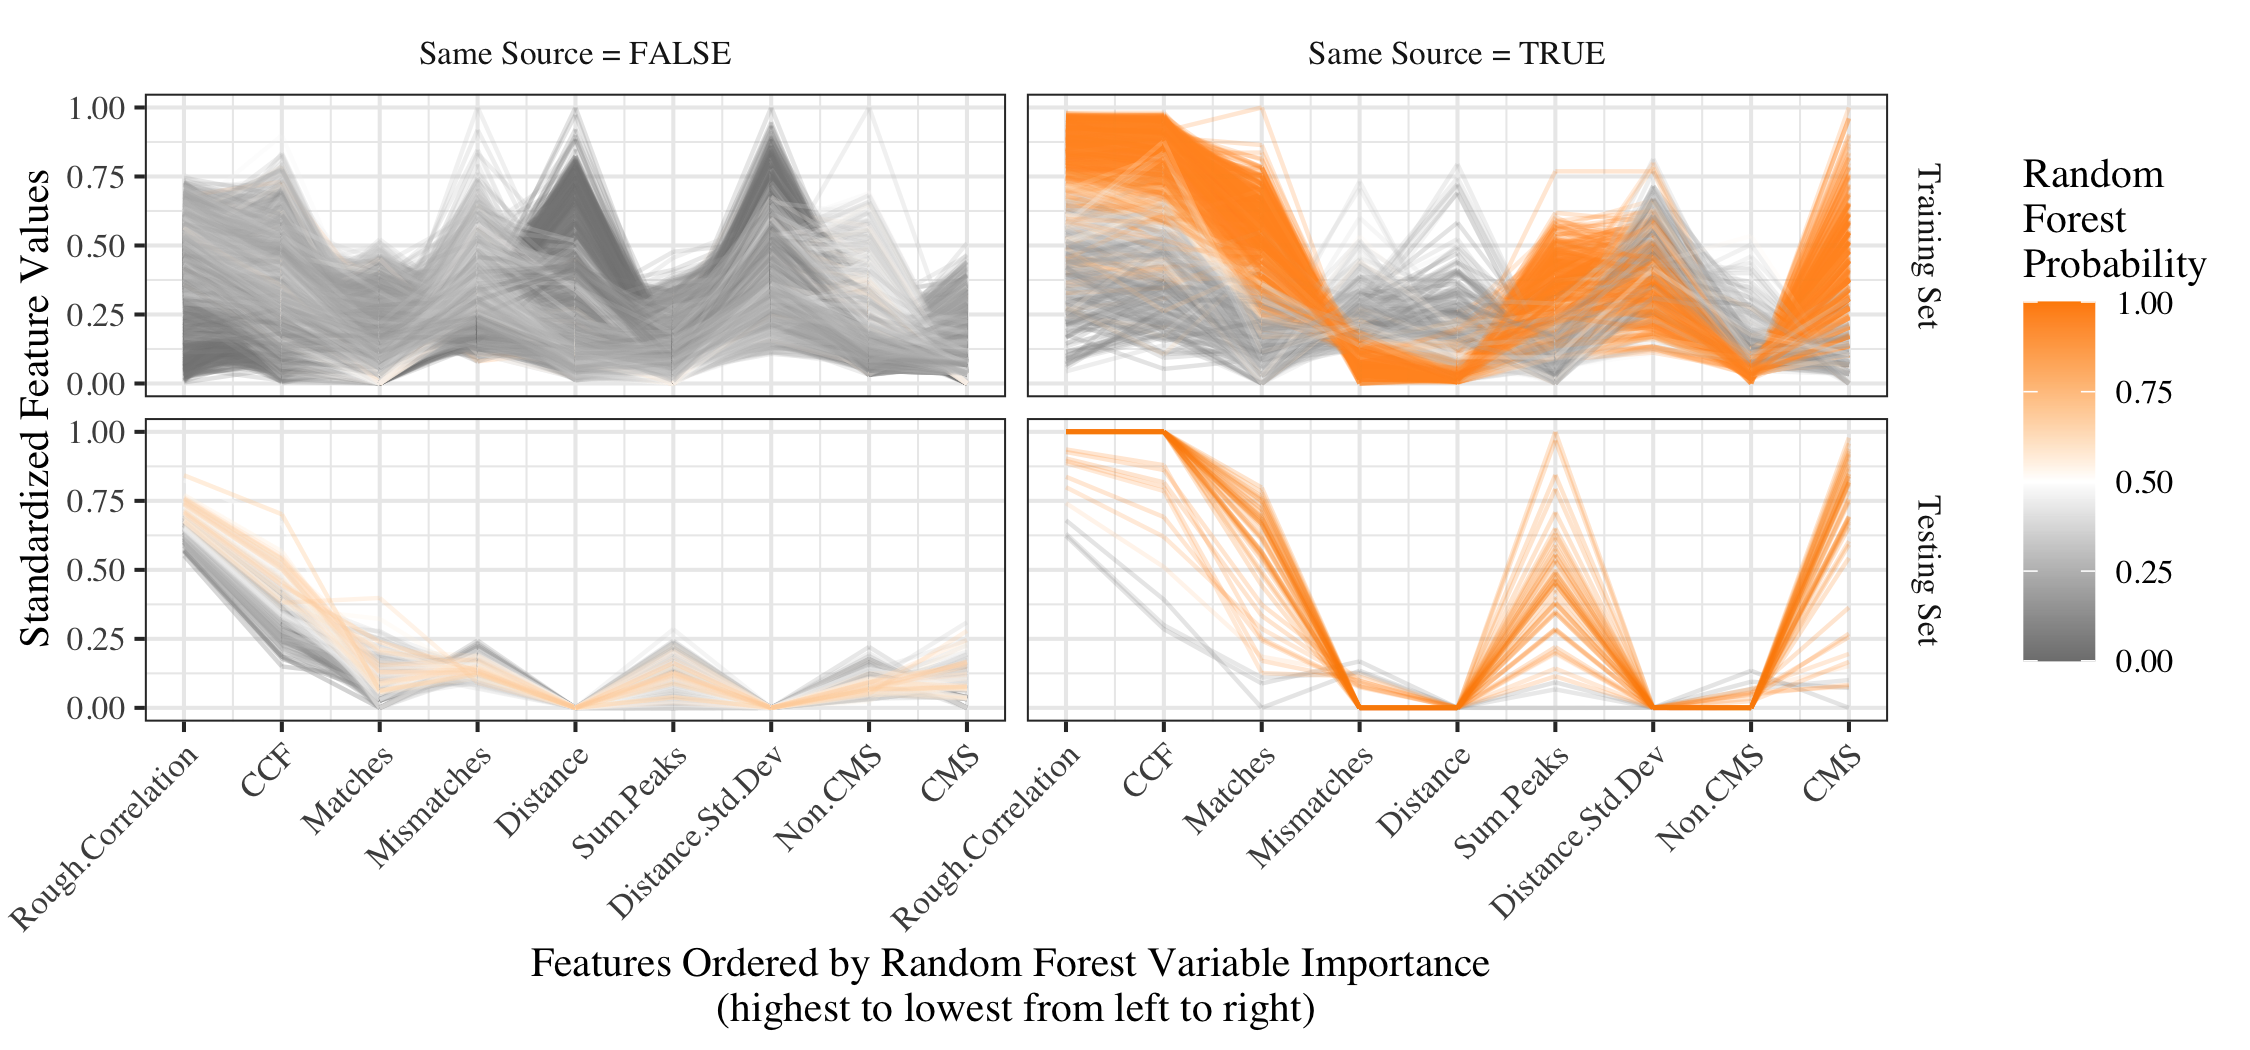 Same Source = FALSE
Same Source = TRUE
Standardized Feature Values
1.00
0.75
0.50
0.25
0.00
1.00
0.75
0.50
0.25
0.00
Training Set
Testing Set
Rough.Correlation
CCF
Matches
Mismatches
Distance
Sum.Peaks
Distance.Std.Dev
Non.CMS
CMS
Rough.Correlation
CCF
Matches
Mismatches
Distance
Sum.Peaks
Distance.Std.Dev
Non.CMS
CMS
Features Ordered by Random Forest Variable Importance
(highest to lowest from left to right)
Random
Forest
Probability
1.00
0.75
0.50
0.25
0.00